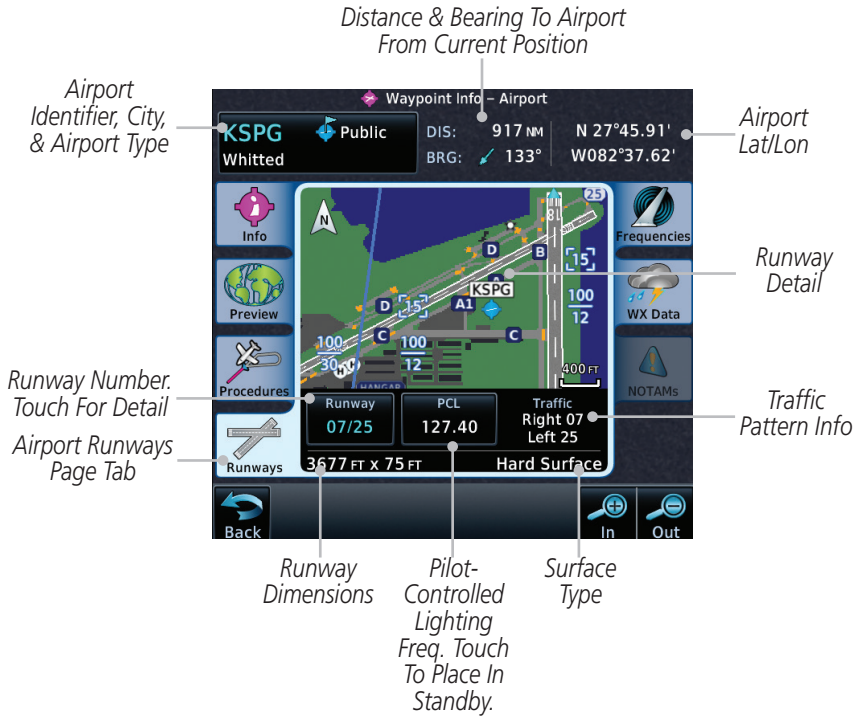 Distance & Bearing To Airport
From Current Position
Airport
Identifier, City,
& Airport Type
Airport
Lat/Lon
Waypoint Info – Airport
KSPG
Public
Whitted
DIS: 917 NM
BRG: 133°
N 27°45.91'
W082°37.62'
Info
Preview
Procedures
Runways
Frequencies
WX Data
NOTAMs
N
25
18
D
B
15
A
KSPG
100
12
D
15
A1
C
C
100
30
100
12
HANGAR
400 FT
Runway
Detail
Runway Number.
Touch For Detail
Airport Runways
Page Tab
Traffic
Pattern Info
Runway
07/25
PCL
127.40
Traffic
Right 07
Left 25
3677 FT X 75 FT
Hard Surface
Back
In
Out
Runway
Dimensions
Pilot-
Controlled
Lighting
Freq. Touch
To Place In
Standby.
Surface
Type